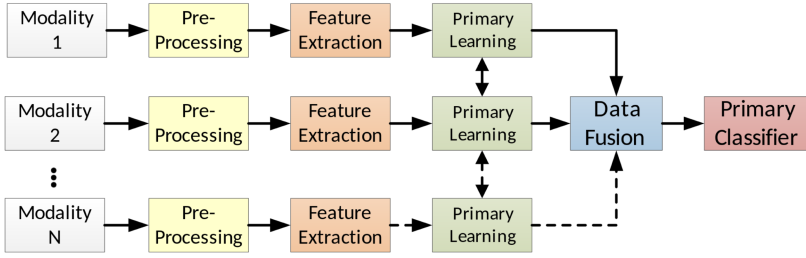 Modality
1
Pre-
Processing
Feature
Extraction
Primary
Learning
Modality
2
Pre-
Processing
Feature
Extraction
Primary
Learning
Data
Fusion
Primary
Classifier
Modality
N
Pre-
Processing
Feature
Extraction
Primary
Learning